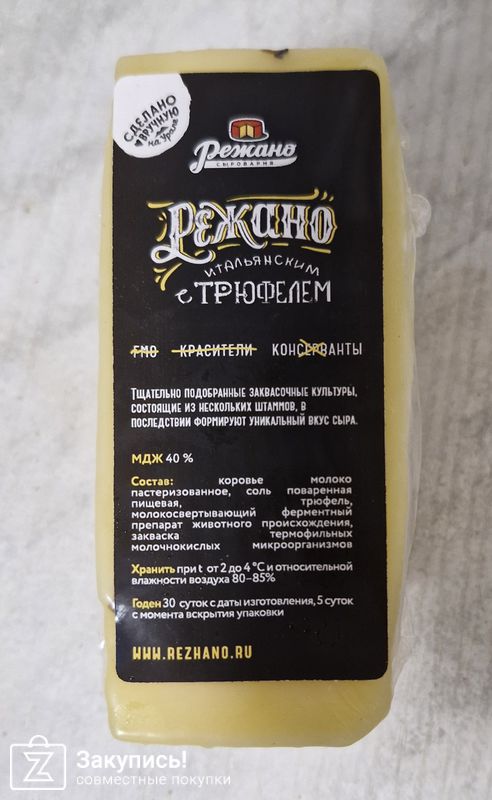 СДЕЛАНО
ВРУЧНУЮ
на Урале
Режано
СЫРОВАРНЯ
РЕЖАНО
ИТАЛЬЯНСКИМ
с ТРЮФЕЛЕМ
ГМО КРАСИТЕЛИ КОНСЕРВАНТЫ
Тщательно подобранные заквасочные культуры,
состоящие из нескольких штаммов, в
последствии формируют уникальный вкус сыра.
МДЖ 40 %
Состав: коровье молоко
пастеризованное, соль поваренная
пищевая, трюфель,
молокосвертывающий ферментный
препарат животного происхождения,
закваска термофильных
молочнокислых микроорганизмов
Хранить при t от 2 до 4 °С и относительной
влажности воздуха 80-85%
Годен 30 суток с даты изготовления, 5 суток
с момента вскрытия упаковки
WWW.REZHANO.RU
Закупись!
совместные покупки